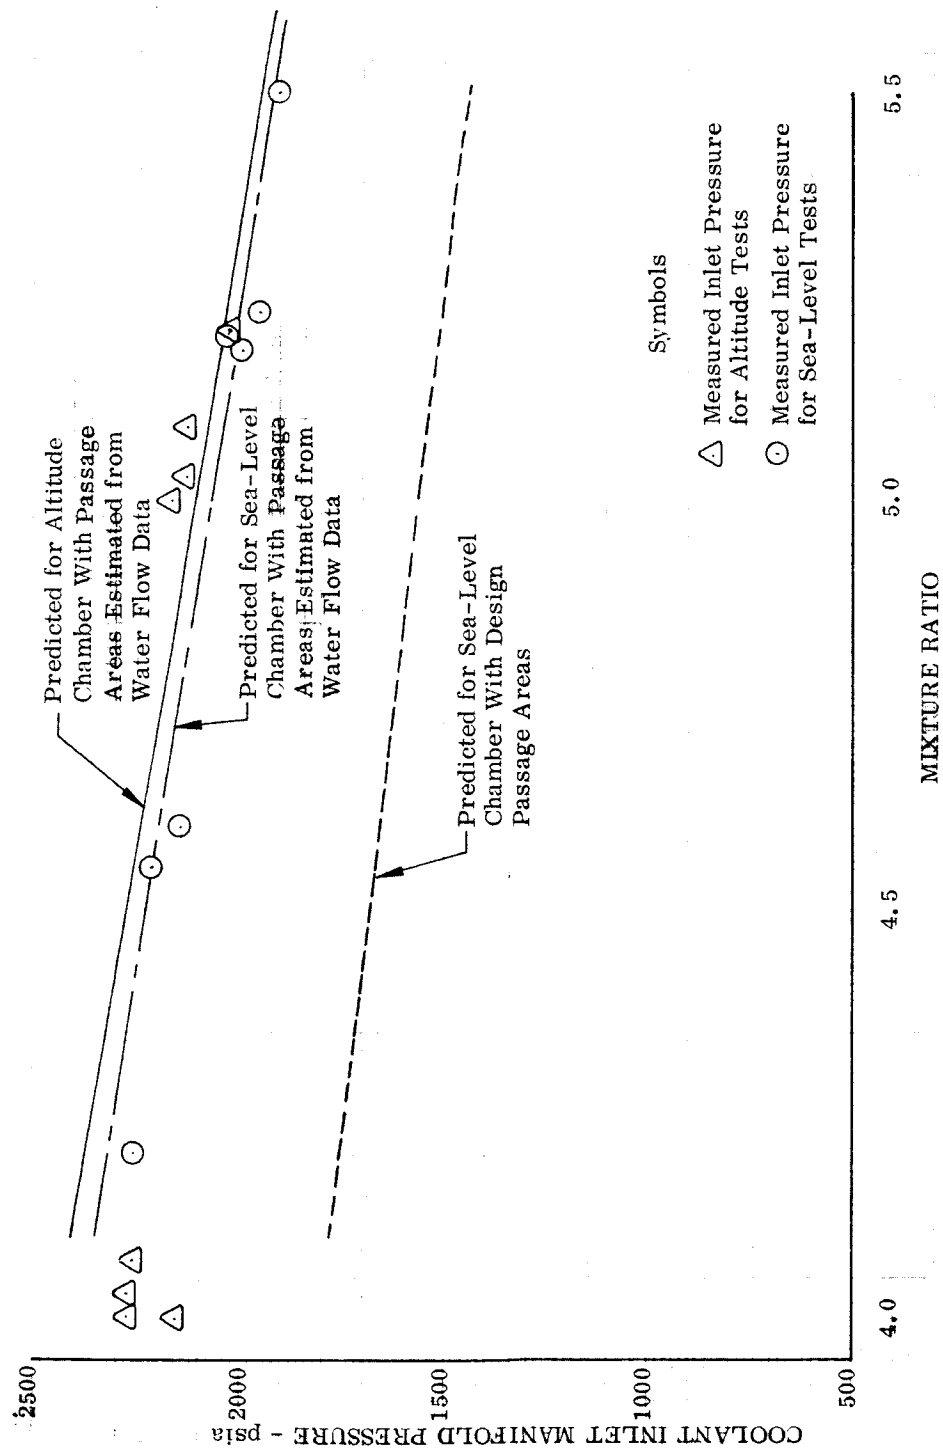 COOLANT INLET MANIFOLD PRESSURE - psia
2500
2000
1500
1000
500
Predicted for Altitude
Chamber With Passage
Areas Estimated from
Water Flow Data
Predicted for Sea-Level
Chamber With Passage
Areas Estimated from
Water Flow Data
Predicted for Sea-Level
Chamber With Design
Passage Areas
Symbols
Measured Inlet Pressure
for Altitude Tests
Measured Inlet Pressure
for Sea-Level Tests
4.0
4.5
5.0
5.5
MIXTURE RATIO